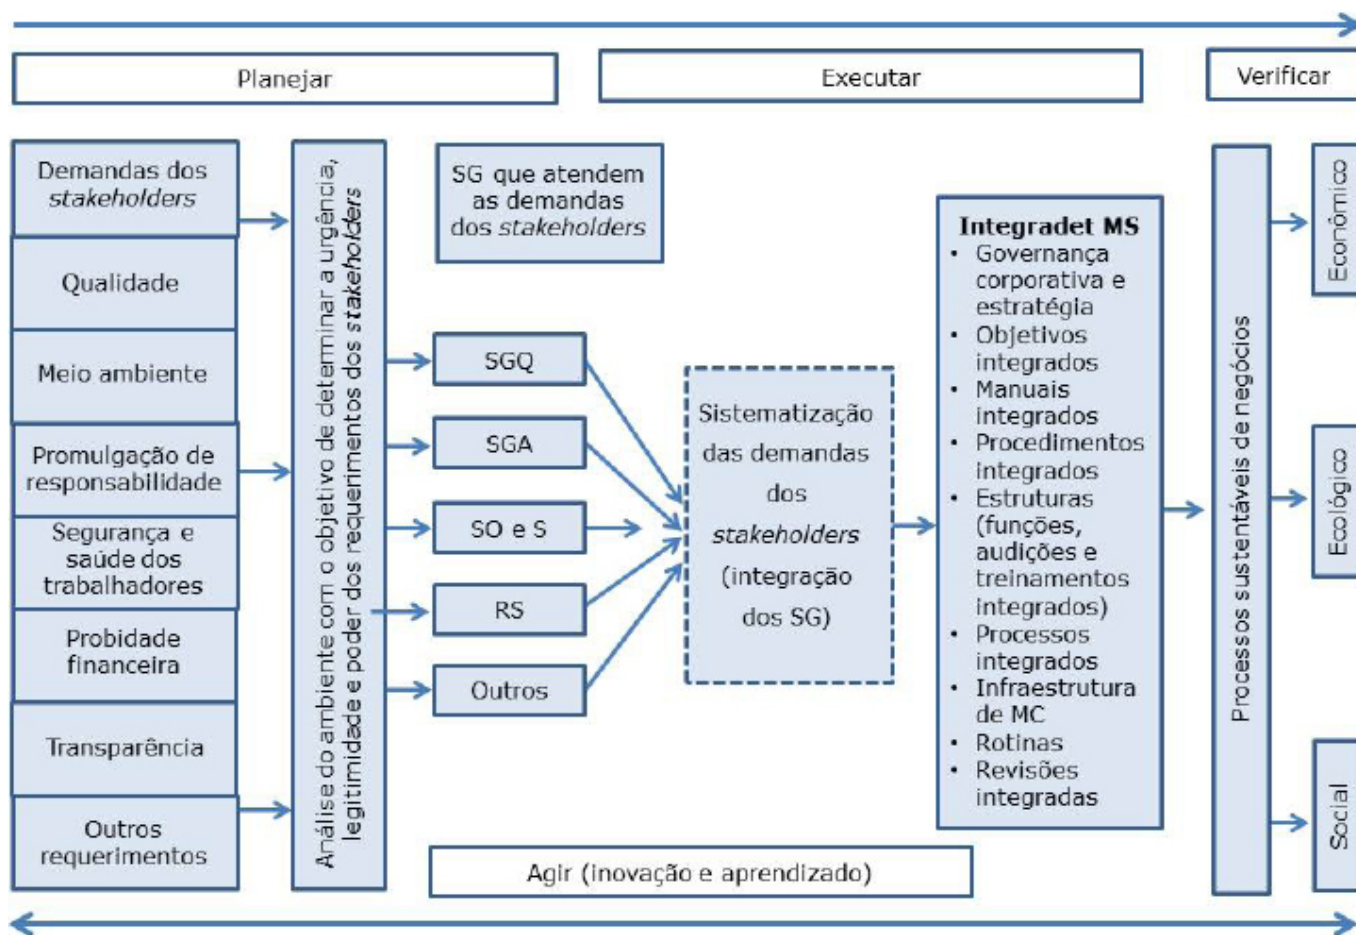 Planejar
Executar
Verificar
Demandas dos
stakeholders
Qualidade
Meio ambiente
Promulgação de
responsabilidade
Segurança e
saúde dos
trabalhadores
Probidade
financeira
Transparência
Outros
requerimentos
Análise do ambiente com o objetivo de determinar a urgência,
legitimidade e poder dos requerimentos dos stakeholders
SG que atendem
as demandas
dos stakeholders
SGQ
SGA
SO e S
RS
Outros
Sistematização
das demandas
dos
stakeholders
(integração
dos SG)
Integradet MS
• Governança
corporativa e
estratégia
• Objetivos
integrados
• Manuais
integrados
• Procedimentos
integrados
• Estruturas
(funções,
audições e
treinamentos
integrados)
• Processos
integrados
• Infraestrutura
de MC
• Rotinas
• Revisões
integradas
Processos sustentáveis de negócios
Econômico
Ecológico
Social
Agir (inovação e aprendizado)